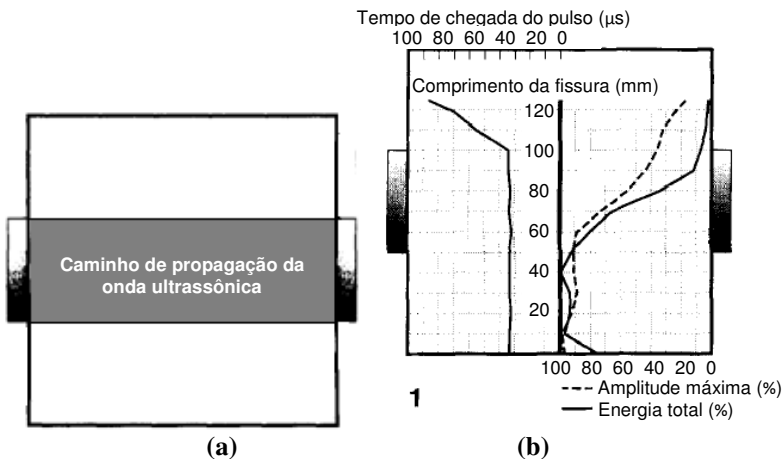 Tempo de chegada do pulso (μs)
100 80 60 40 20 0
Comprimento da fissura (mm)
120
100
80
60
40
20
Caminho de propagação da
onda ultrassônica
100 80 60 40 20 0
1
Amplitude máxima (%)
Energia total (%)
(a)
(b)